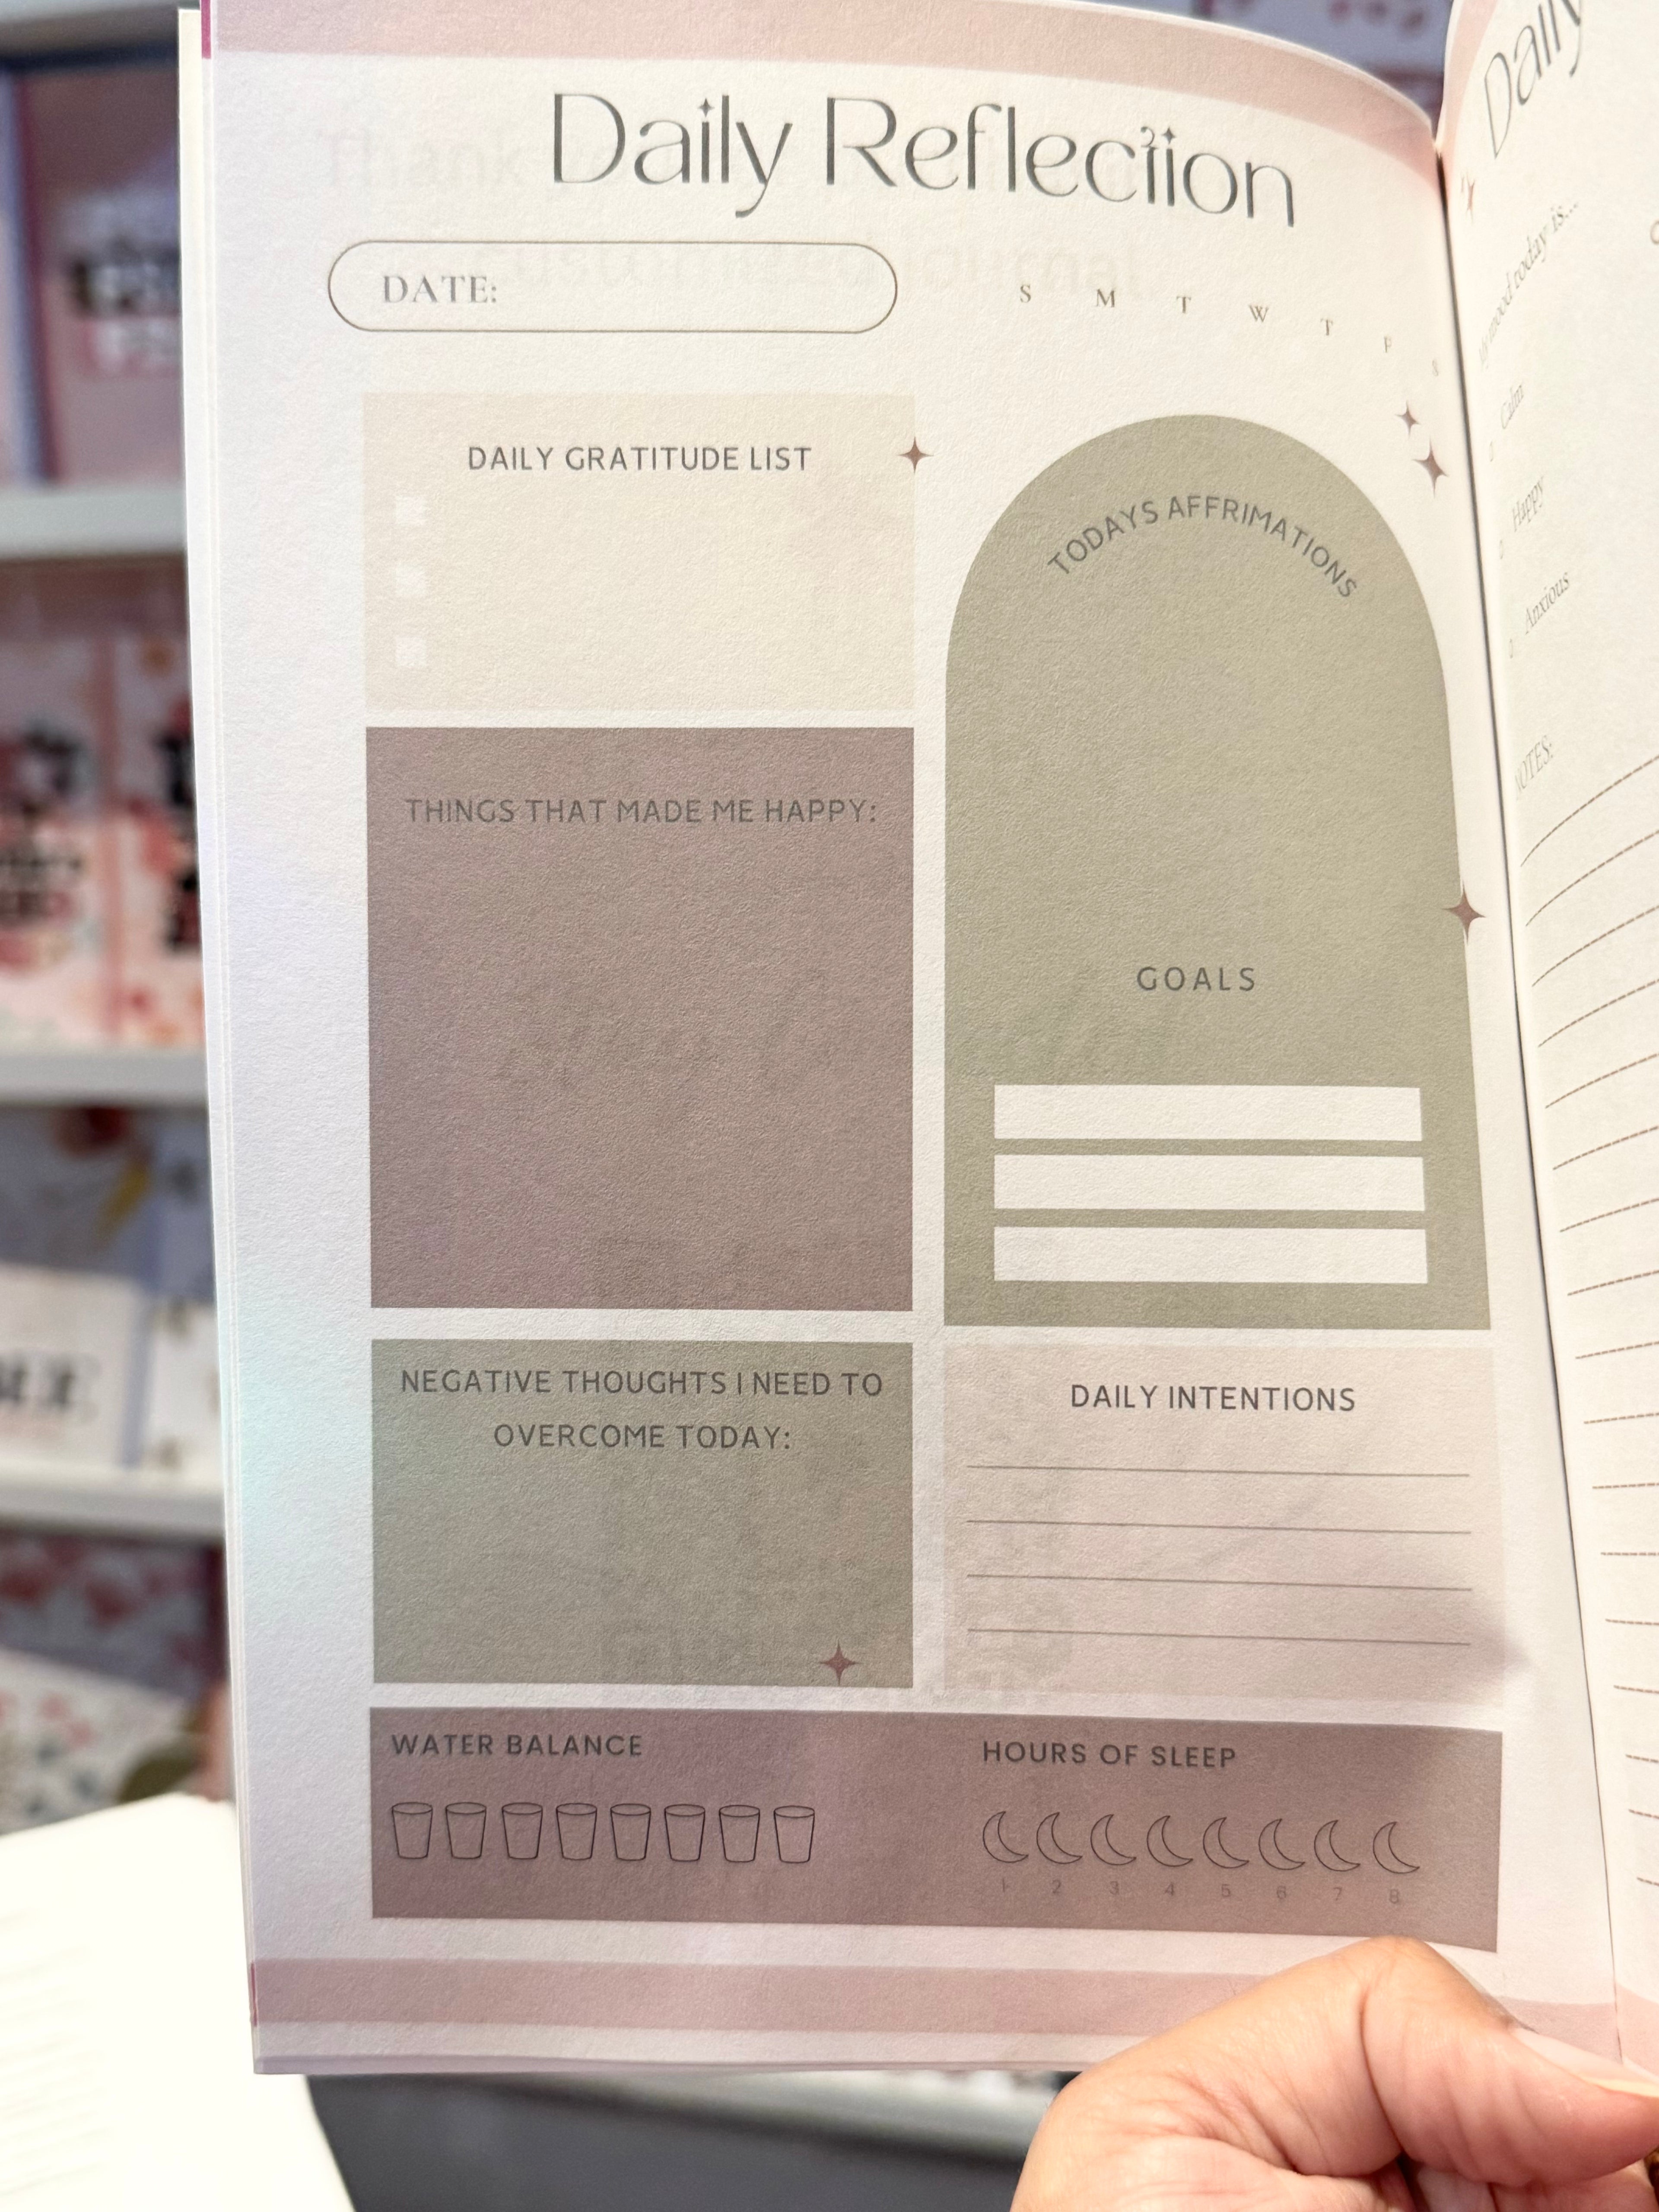 Daily Reflection
DATE:
S M T W T F S
DAILY GRATITUDE LIST
TODAYS AFFRIMATIONS
THINGS THAT MADE ME HAPPY:
GOALS
NEGATIVE THOUGHTS I NEED TO
OVERCOME TODAY:
DAILY INTENTIONS
WATER BALANCE
HOURS OF SLEEP
1 2 3 4 5 6 7 8
Daily
mood today is...
Calm
Happy
Anxious
NOTES: